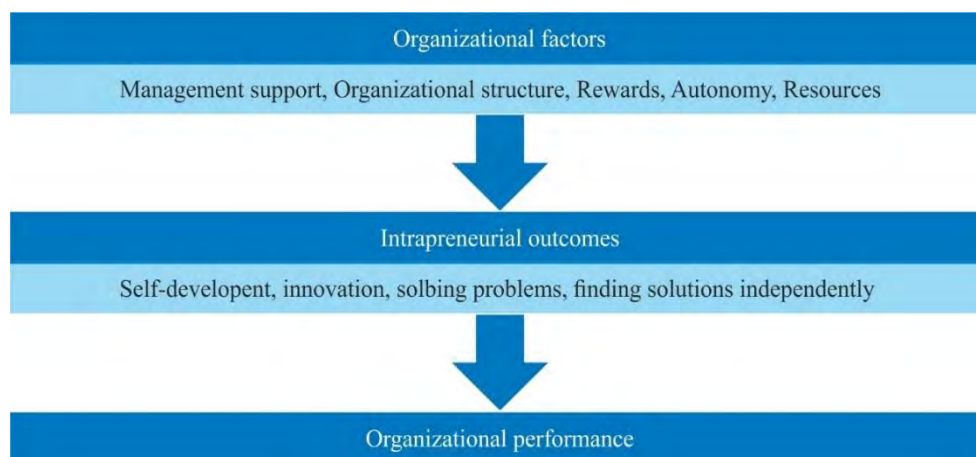 Organizational factors
Management support, Organizational structure, Rewards, Autonomy, Resources
Intrapreneurial outcomes
Self-developent, innovation, solbing problems, finding solutions independently
Organizational performance